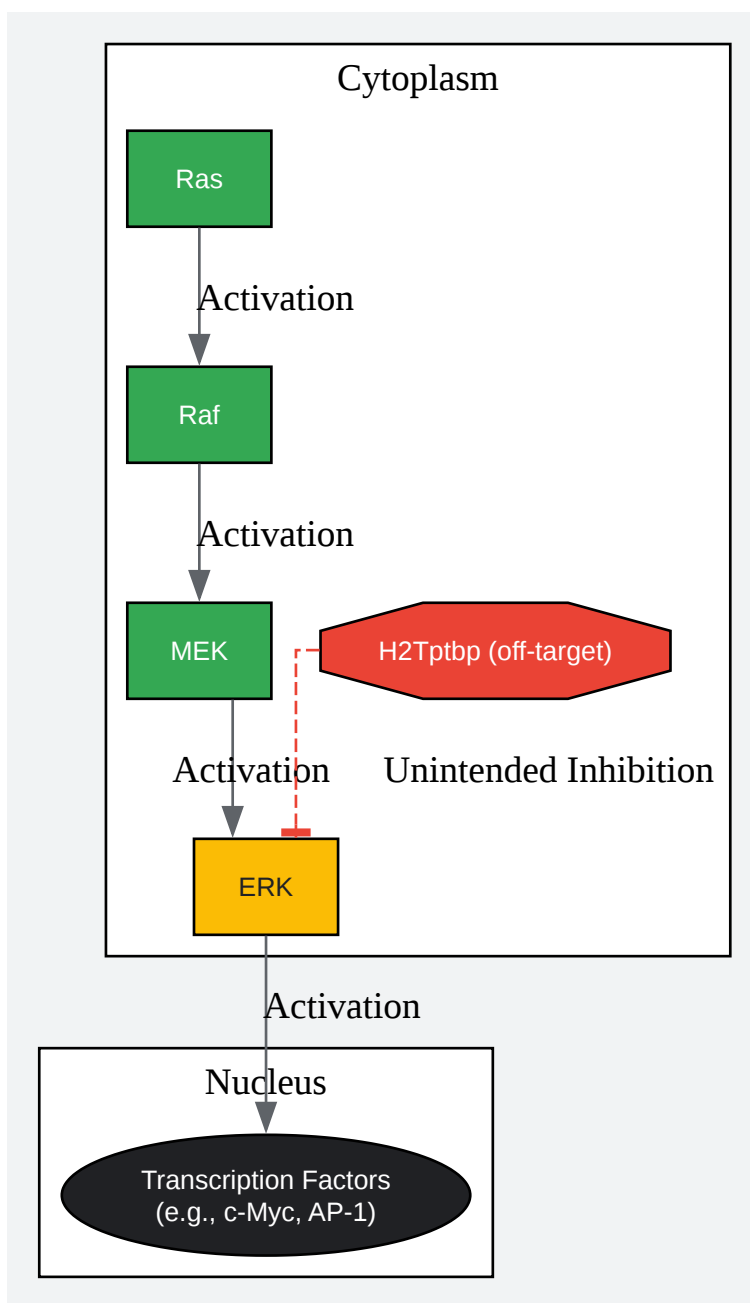 Cytoplasm
Ras
Activation
Raf
Activation
MEK
H2Tptbp (off-target)
Activation
Unintended Inhibition
ERK
Activation
Nucleus
Transcription Factors
(e.g., c-Myc, AP-1)